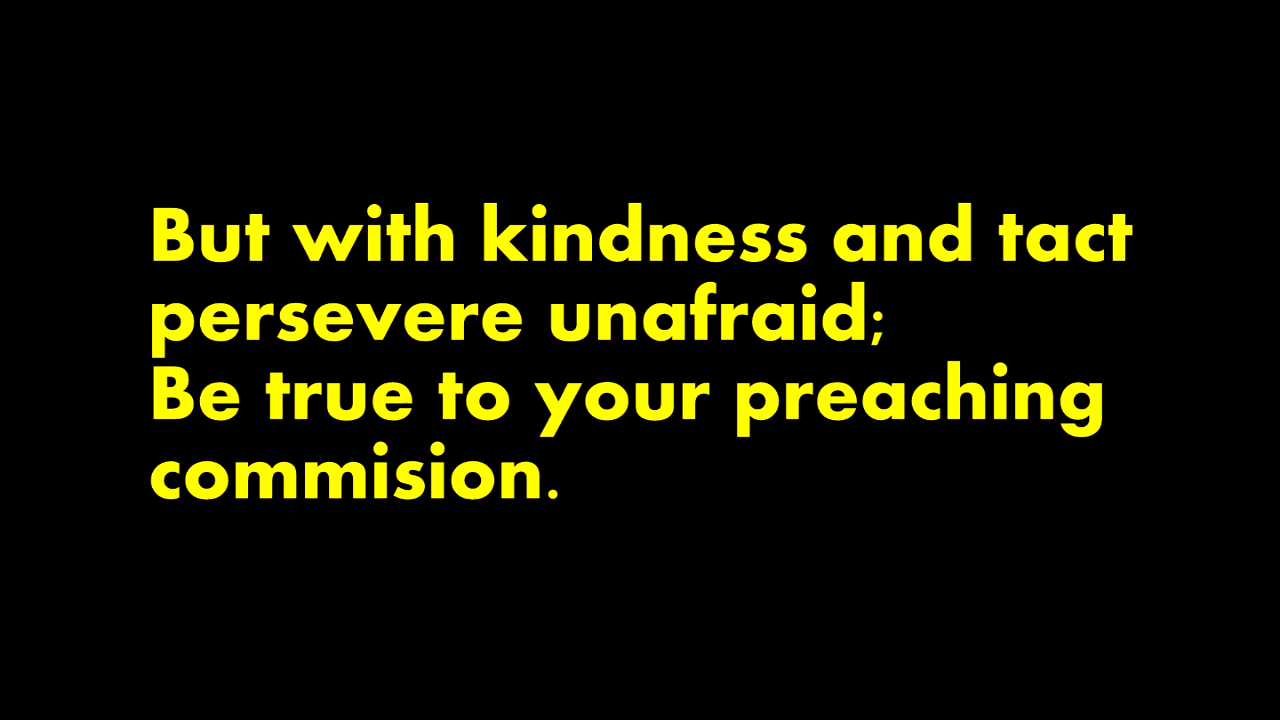 But with kindness and tact
persevere unafraid;
Be true to your preaching
commision.